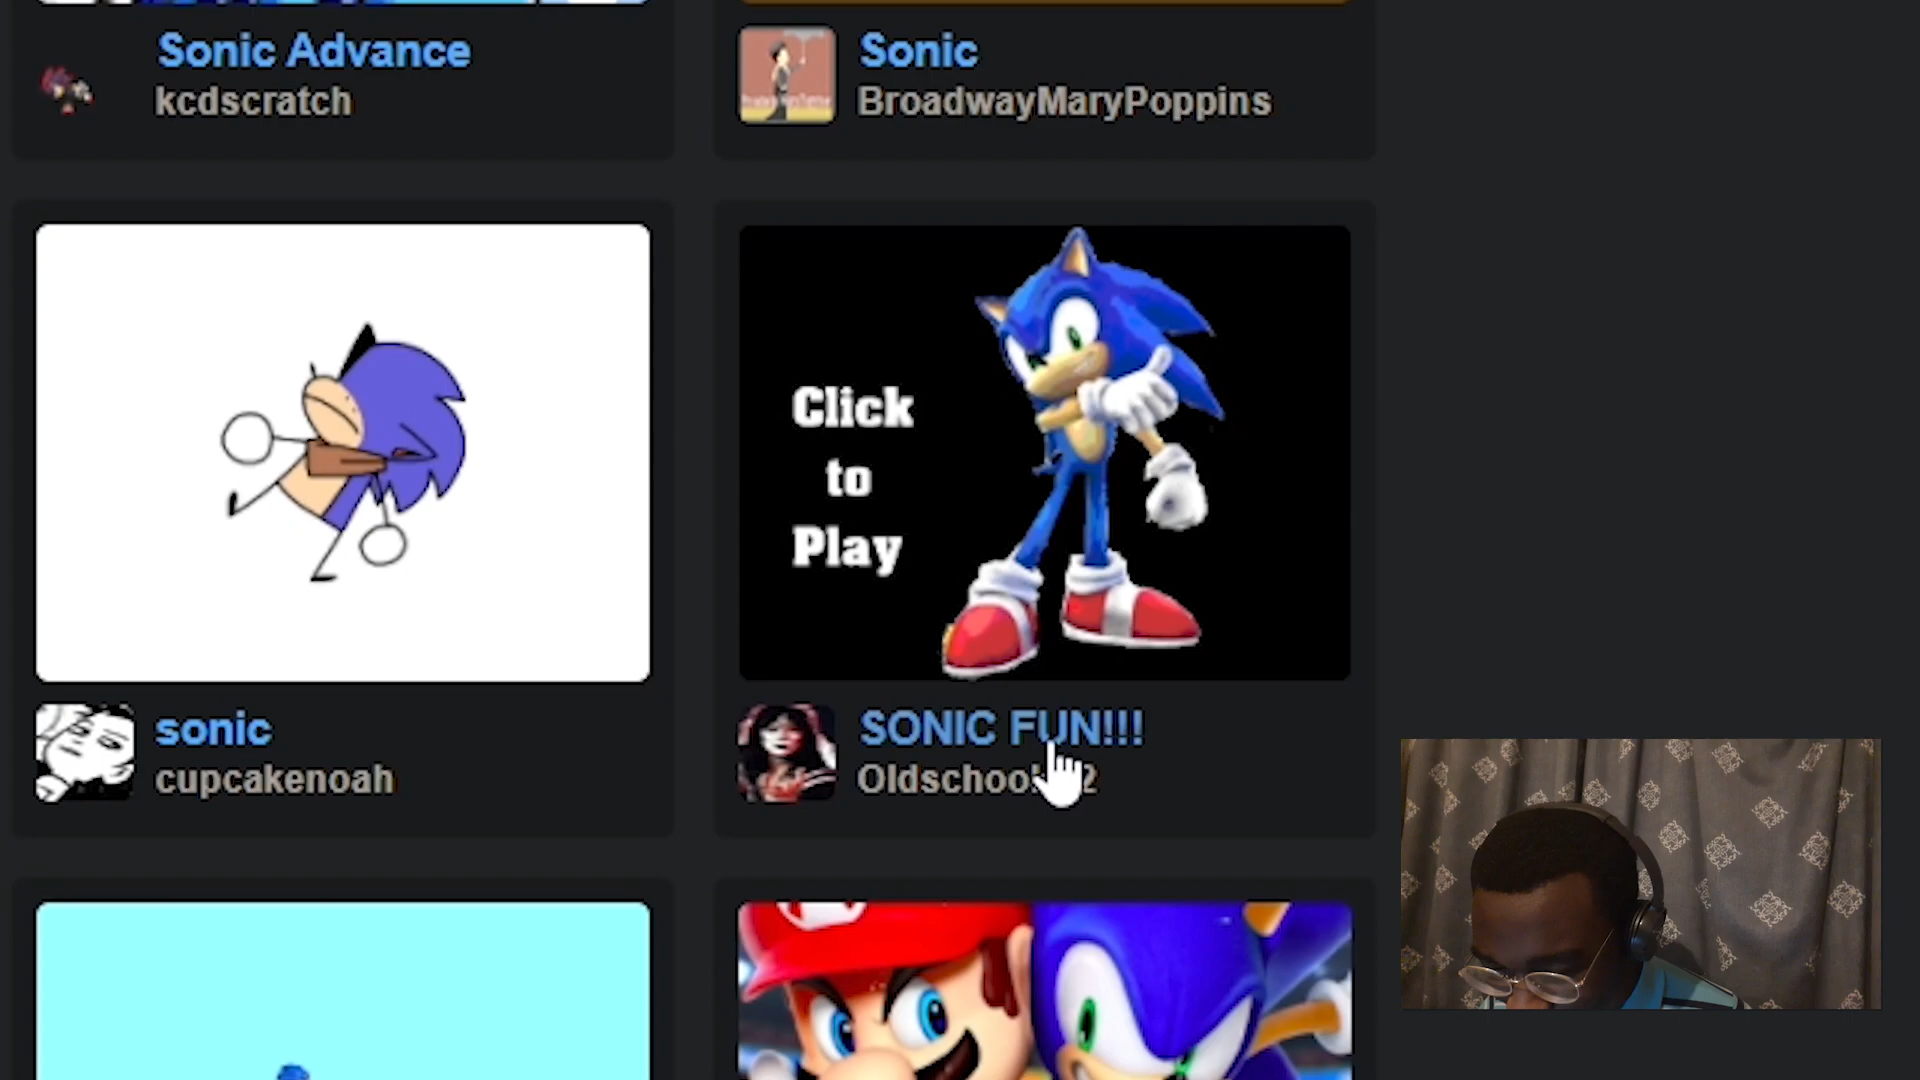 Sonic Advance
kcdscratch
Sonic
BroadwayMaryPoppins
Click
to
Play
sonic
cupcakenoah
SONIC FUN!!!